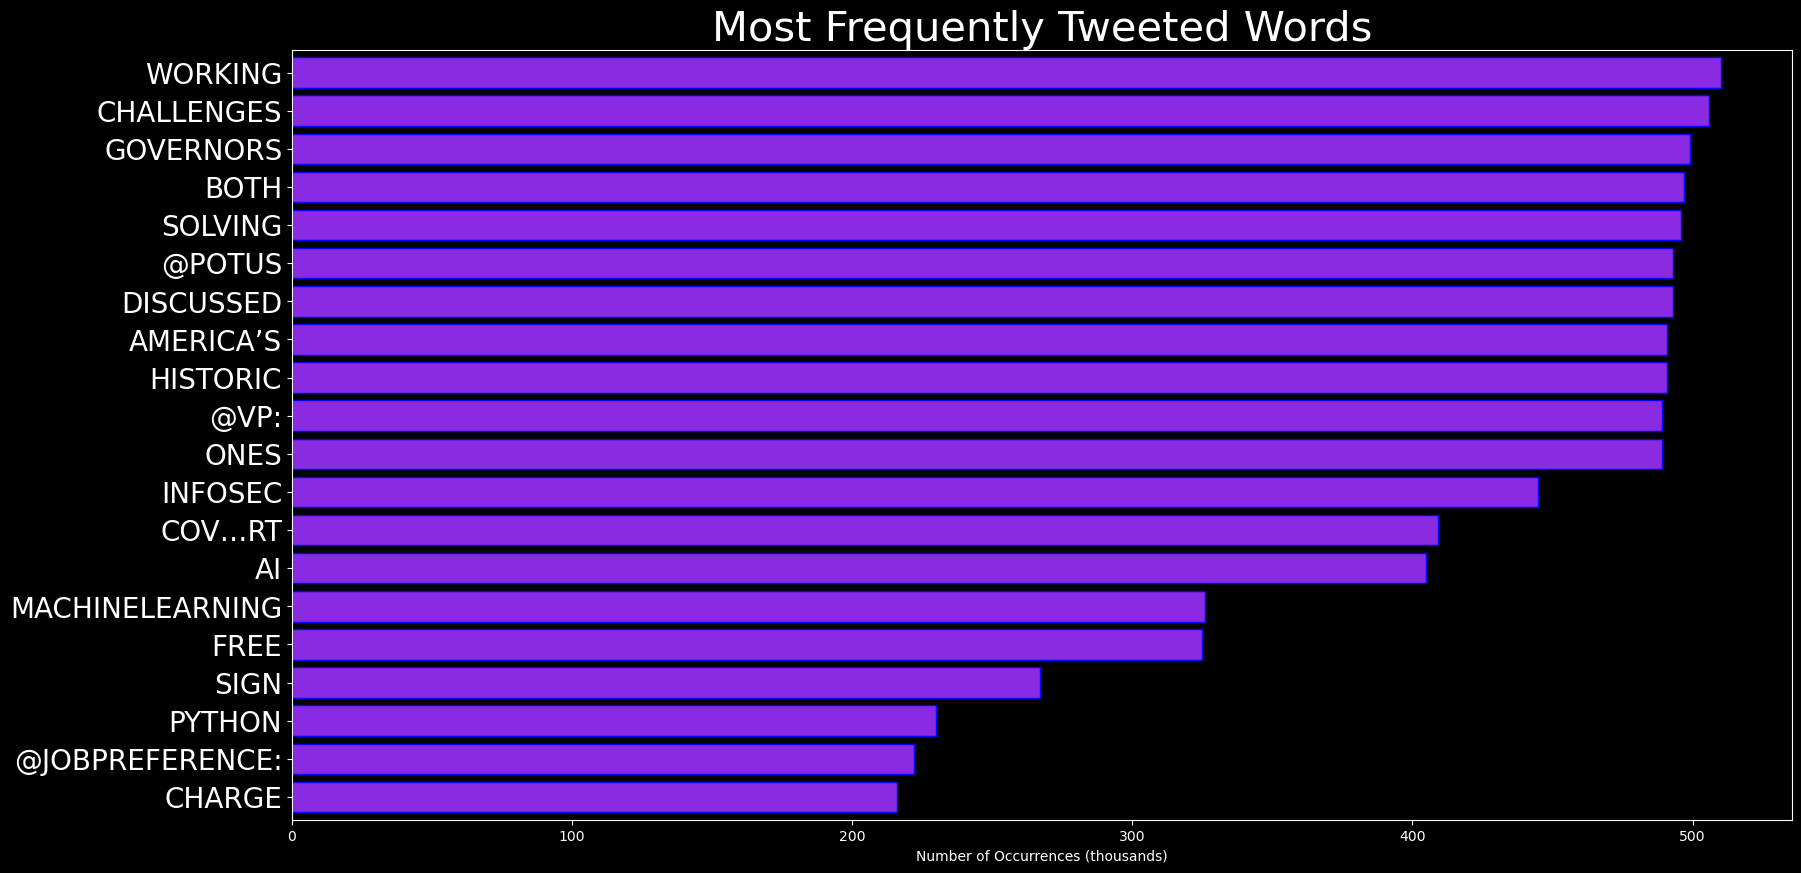 Most Frequently Tweeted Words
WORKING
CHALLENGES
GOVERNORS
BOTH
SOLVING
@POTUS
DISCUSSED
AMERICA’S
HISTORIC
@VP:
ONES
INFOSEC
COV…RT
AI
MACHINELEARNING
FREE
SIGN
PYTHON
@JOBPREFERENCE:
CHARGE
0 100 200 300 400 500
Number of Occurrences (thousands)